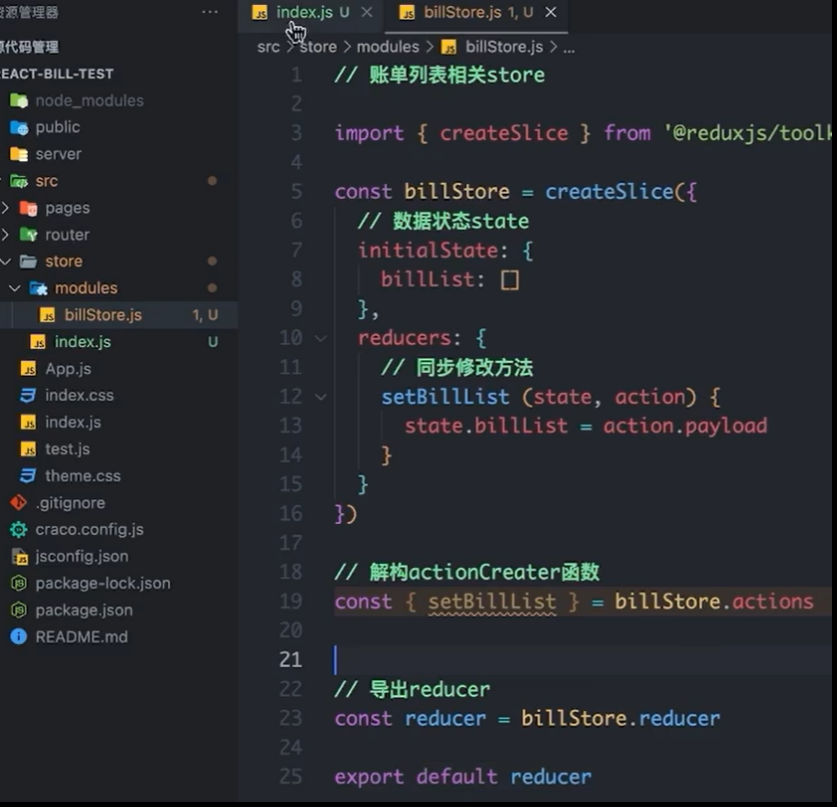 资源管理器 ···
源代码管理
REACT-BILL-TEST
node_modules
public
server
src
pages
router
store
modules
billStore.js 1, U
index.js U
App.js
index.css
index.js
test.js
theme.css
.gitignore
craco.config.js
jsconfig.json
package-lock.json
package.json
README.md
index.js U
billStore.js 1, U
src > store > modules > billStore.js > ...
1 // 账单列表相关store
2
3 import { createSlice } from '@reduxjs/toolk
4
5 const billStore = createSlice({
6 // 数据状态state
7 initialState: {
8 billList: []
9 },
10 reducers: {
11 // 同步修改方法
12 setBillList (state, action) {
13 state.billList = action.payload
14 }
15 }
16 })
17
18 // 解构actionCreater函数
19 const { setBillList } = billStore.actions
20
21
22 // 导出reducer
23 const reducer = billStore.reducer
24
25 export default reducer